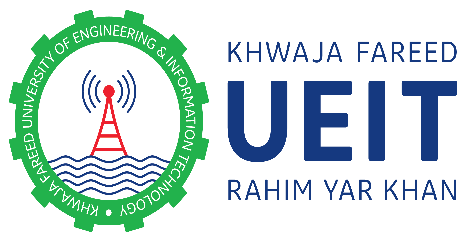 KHWAJA FAREED UNIVERSITY OF ENGINEERING & INFORMATION TECHNOLOGY
KHWAJA FAREED
UEIT
RAHIM YAR KHAN